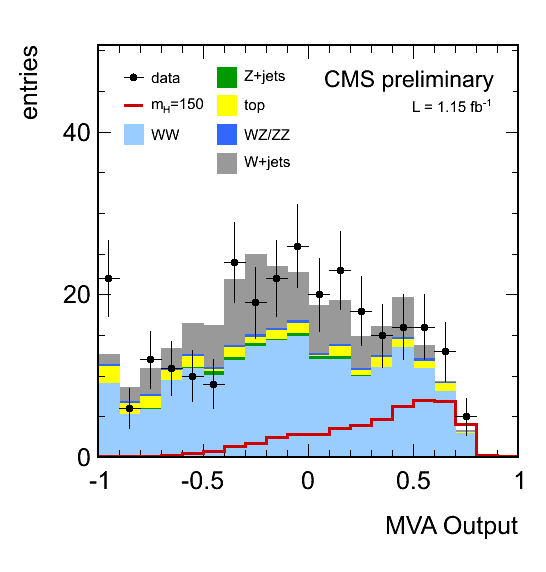 entries
CMS preliminary
L = 1.15 fb⁻¹
data
m_H=150
WW
Z+jets
top
WZ/ZZ
W+jets
40
20
0
-1
-0.5
0
0.5
1
MVA Output